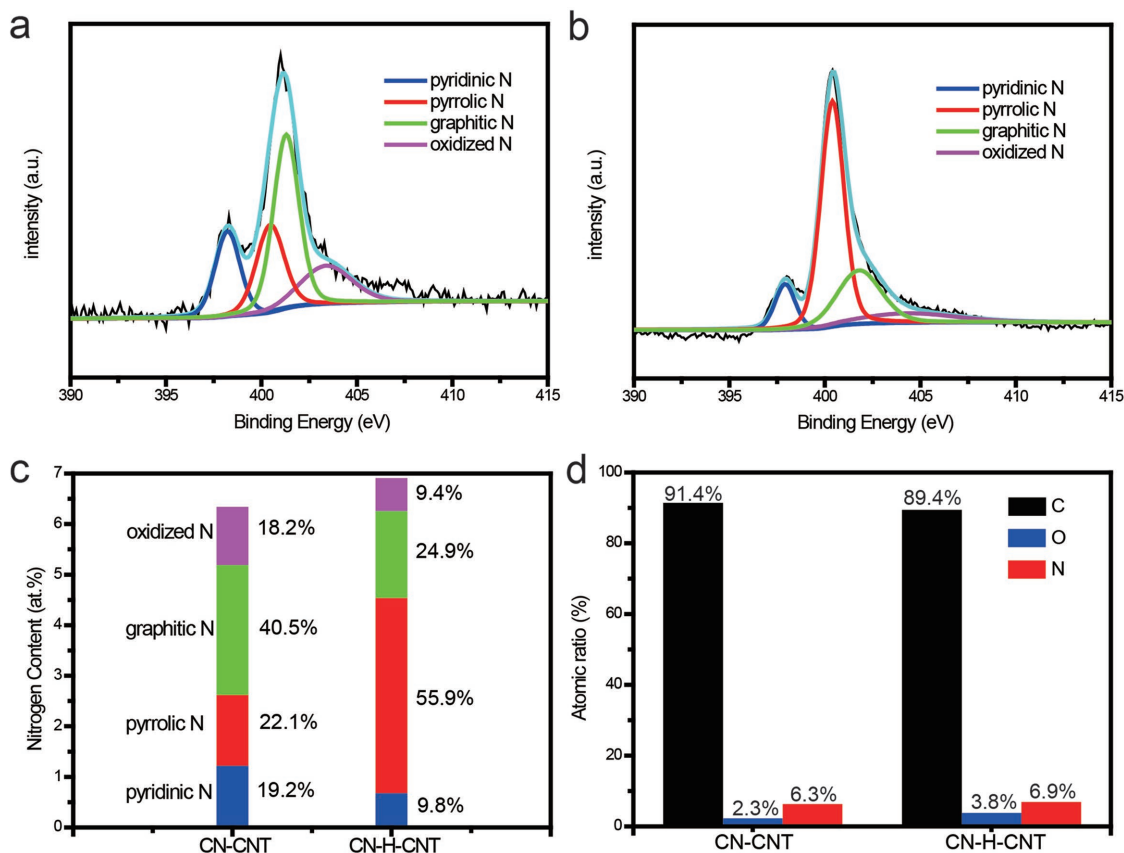 a
pyridinic N
pyrrolic N
graphitic N
oxidized N
intensity (a.u.)
390 395 400 405 410 415
Binding Energy (eV)
b
pyridinic N
pyrrolic N
graphitic N
oxidized N
intensity (a.u.)
390 395 400 405 410 415
Binding Energy (eV)
c
Nitrogen Content (at.%)
7
6
5
4
3
2
1
0
oxidized N 18.2%
graphitic N 40.5%
pyrrolic N 22.1%
pyridinic N 19.2%
9.4%
24.9%
55.9%
9.8%
CN-CNT CN-H-CNT
d
Atomic ratio (%)
100
80
60
40
20
0
91.4%
2.3%
6.3%
89.4%
3.8%
6.9%
C
O
N
CN-CNT CN-H-CNT